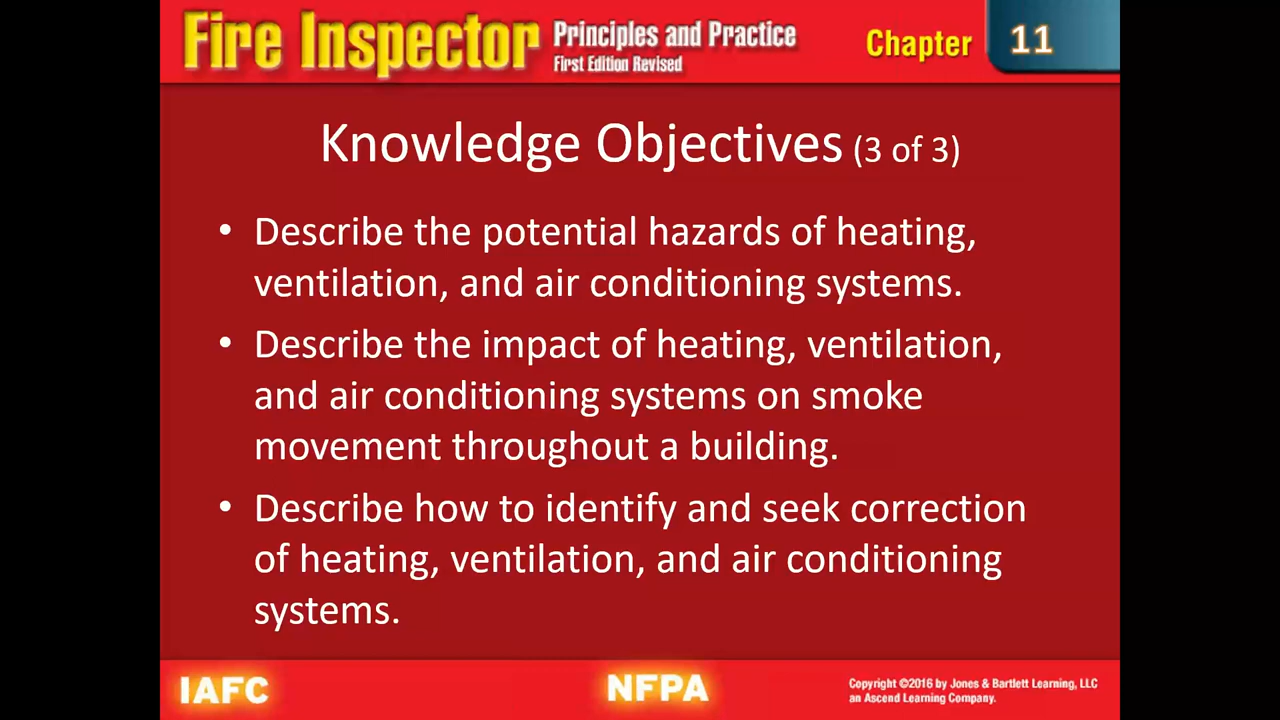 Fire Inspector Principles and Practice
First Edition Revised
Chapter 11
Knowledge Objectives (3 of 3)
• Describe the potential hazards of heating,
ventilation, and air conditioning systems.
• Describe the impact of heating, ventilation,
and air conditioning systems on smoke
movement throughout a building.
• Describe how to identify and seek correction
of heating, ventilation, and air conditioning
systems.
IAFC
NFPA
Copyright ©2016 by Jones & Bartlett Learning, LLC
an Ascend Learning Company.